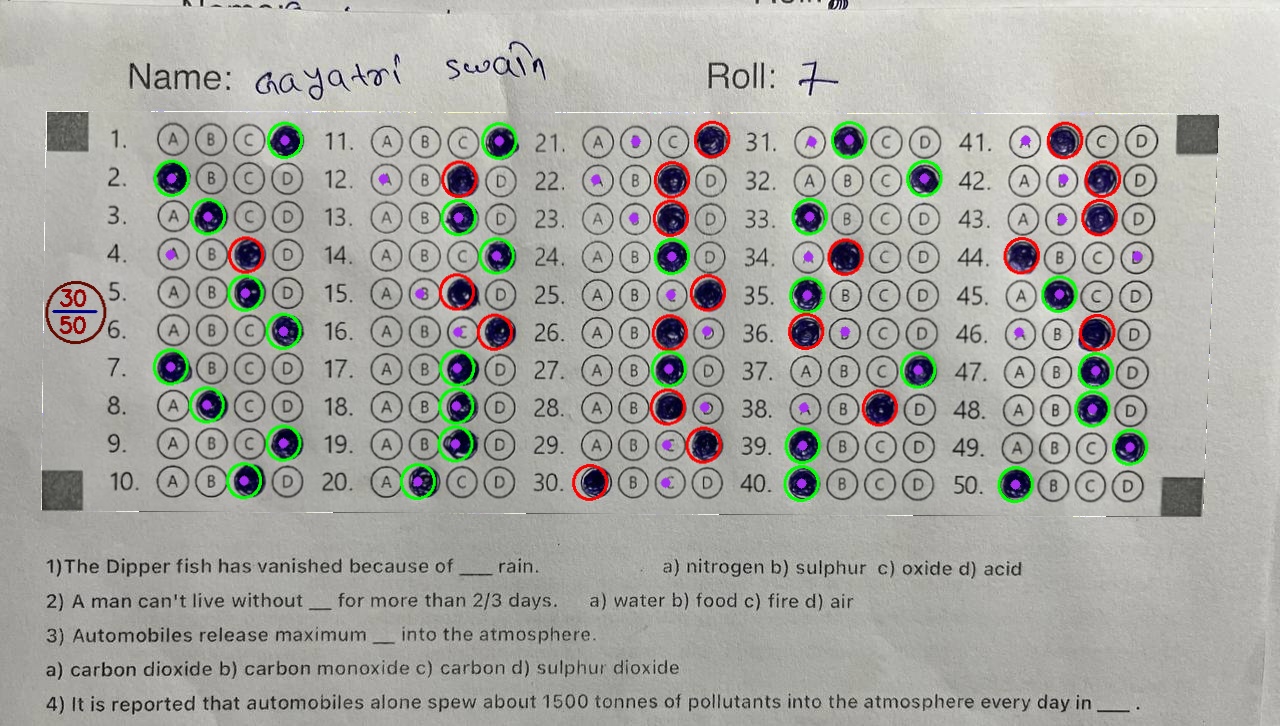 Name: Gayatri swain Roll: 7
1. A B C 11. A B C 21. A C 31. C D 41. C D
2. B C D 12. B D 22. B D 32. A B C 42. A D
3. A C D 13. A B D 23. A D 33. B C D 43. A D
4. B D 14. A B C 24. A B D 34. C D 44. B C D
5. A B D 15. A B D 25. A B C 35. B C D 45. A C D
30
50
6. A B C 16. A B C 26. A B D 36. B C D 46. A B D
7. B C D 17. A B D 27. A B D 37. A B C 47. A B D
8. A C D 18. A B D 28. A B D 38. A B D 48. A B D
9. A B C 19. A B D 29. A B C 39. B C D 49. A B C
10. A B D 20. A C D 30. B C D 40. B C D 50. B C D
1)The Dipper fish has vanished because of ___ rain. a) nitrogen b) sulphur c) oxide d) acid
2) A man can't live without __ for more than 2/3 days. a) water b) food c) fire d) air
3) Automobiles release maximum __ into the atmosphere.
a) carbon dioxide b) carbon monoxide c) carbon d) sulphur dioxide
4) It is reported that automobiles alone spew about 1500 tonnes of pollutants into the atmosphere every day in ___ .